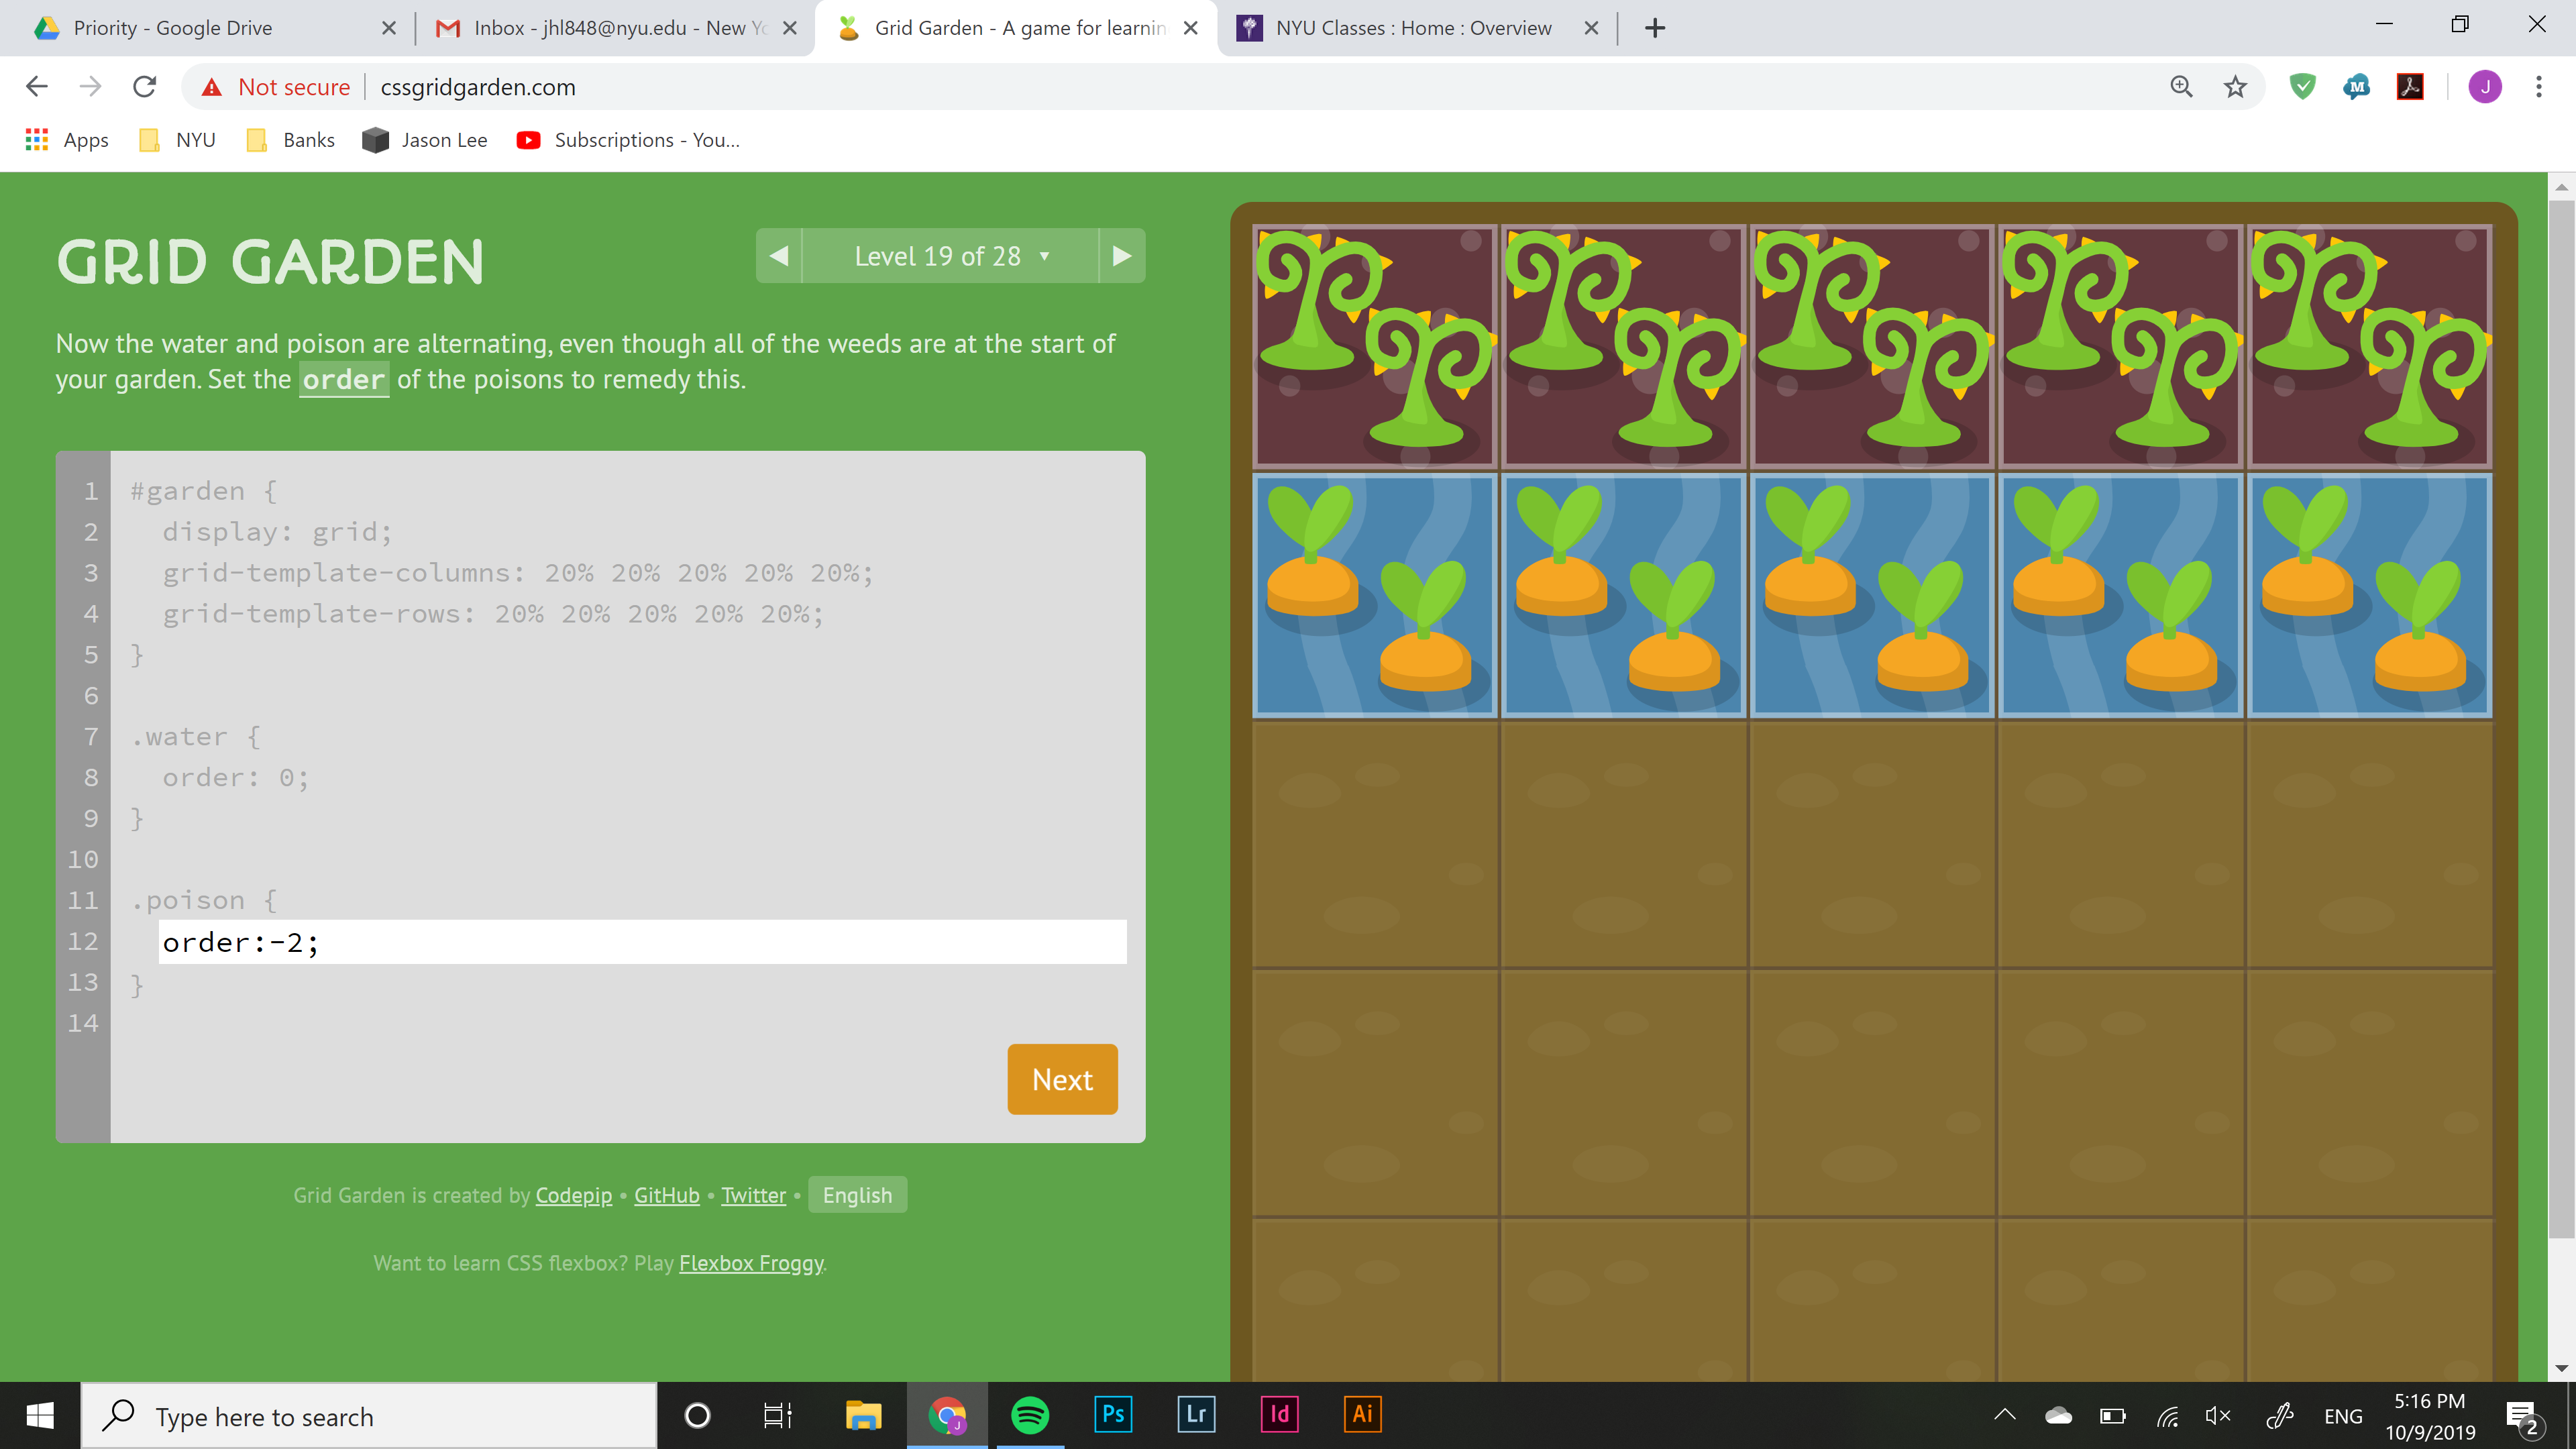 Priority - Google Drive
Inbox - jhl848@nyu.edu - New Yo
Grid Garden - A game for learnin
NYU Classes : Home : Overview
Not secure
cssgridgarden.com
M
J
Apps
NYU
Banks
Jason Lee
Subscriptions - You...
GRID GARDEN
Level 19 of 28
Now the water and poison are alternating, even though all of the weeds are at the start of
your garden. Set the order of the poisons to remedy this.
1 #garden {
2 display: grid;
3 grid-template-columns: 20% 20% 20% 20% 20%;
4 grid-template-rows: 20% 20% 20% 20% 20%;
5 }
6
7 .water {
8 order: 0;
9 }
10
11 .poison {
12 order:-2;
13 }
14
Next
Grid Garden is created by Codepip • GitHub • Twitter • English
Want to learn CSS flexbox? Play Flexbox Froggy.
Type here to search
J
Ps
Lr
Id
Ai
ENG
5:16 PM
10/9/2019
2